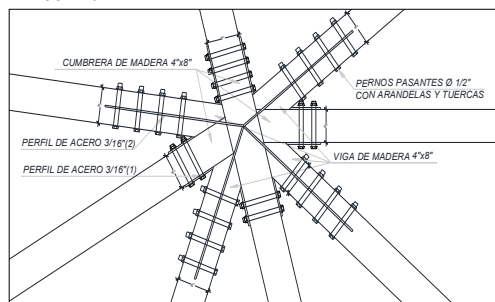 CUMBRERA DE MADERA 4"x8"
PERNOS PASANTES Ø 1/2"
CON ARANDELAS Y TUERCAS
PERFIL DE ACERO 3/16"(2)
PERFIL DE ACERO 3/16"(1)
VIGA DE MADERA 4"x8"